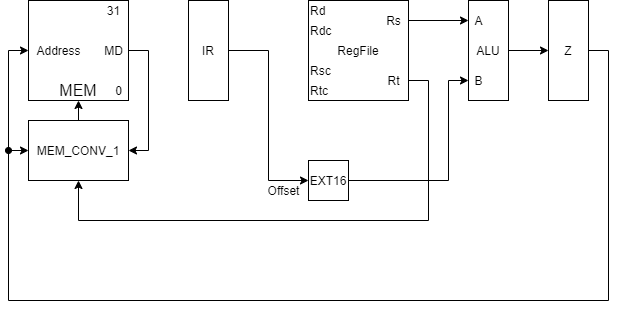 31
Address
MD
MEM
0
MEM_CONV_1
IR
Rd
Rdc
Rs
RegFile
Rsc
Rt
Rtc
A
ALU
B
Z
EXT16
Offset